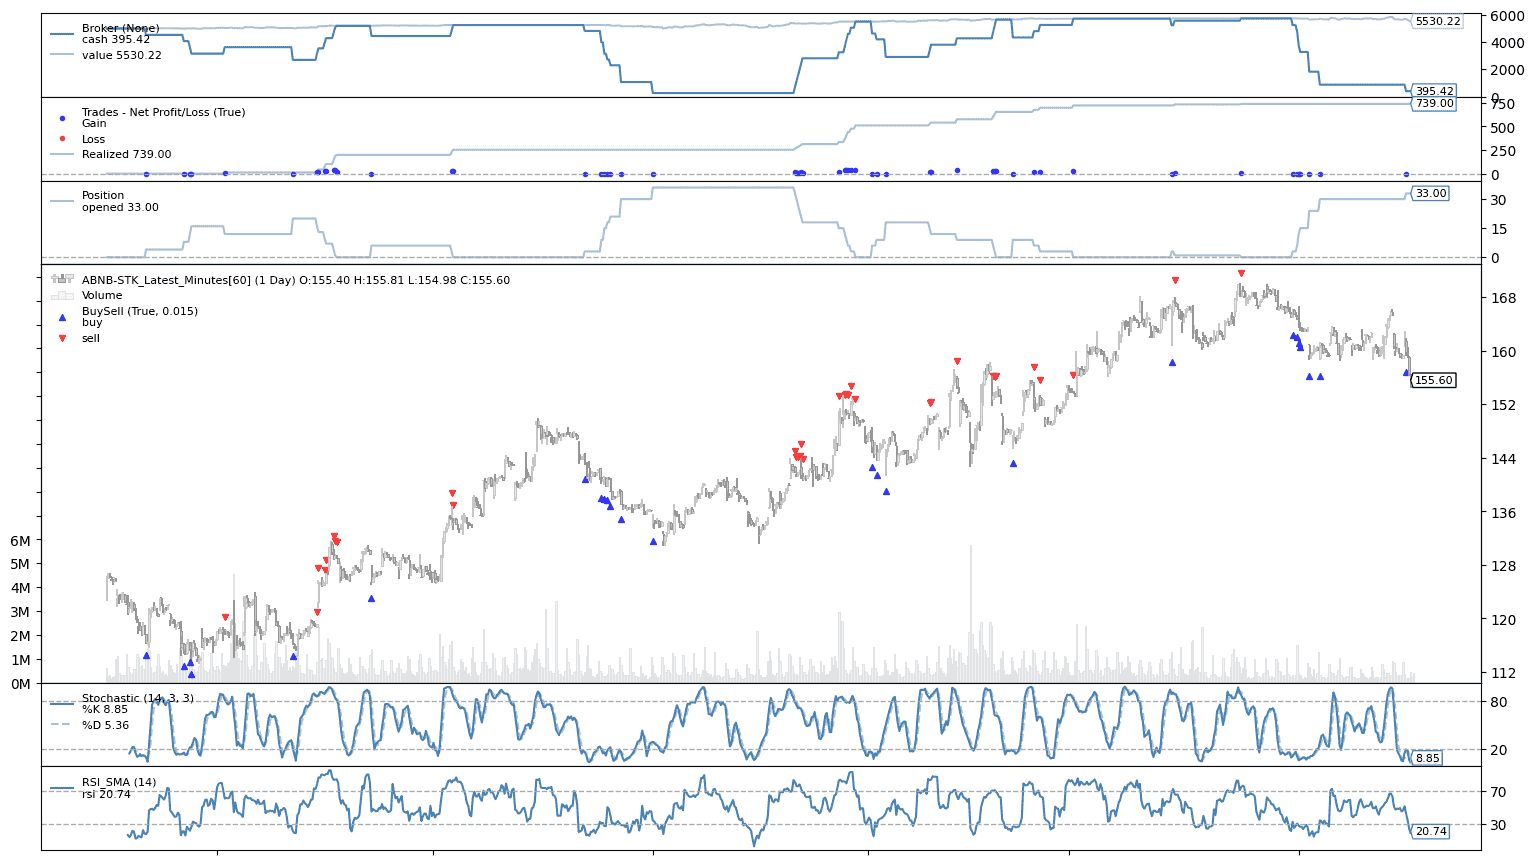 Broker (None)
cash 395.42
value 5530.22
6000
5530.22
4000
2000
395.42
0
Trades - Net Profit/Loss (True)
Gain
Loss
Realized 739.00
750
739.00
500
250
0
Position
opened 33.00
33.00
30
15
0
ABNB-STK_Latest_Minutes[60] (1 Day) O:155.40 H:155.81 L:154.98 C:155.60
Volume
BuySell (True, 0.015)
buy
sell
168
160
155.60
152
144
136
128
120
112
6M
5M
4M
3M
2M
1M
0M
Stochastic (14, 3, 3)
%K 8.85
%D 5.36
80
20
8.85
RSI_SMA (14)
rsi 20.74
70
30
20.74